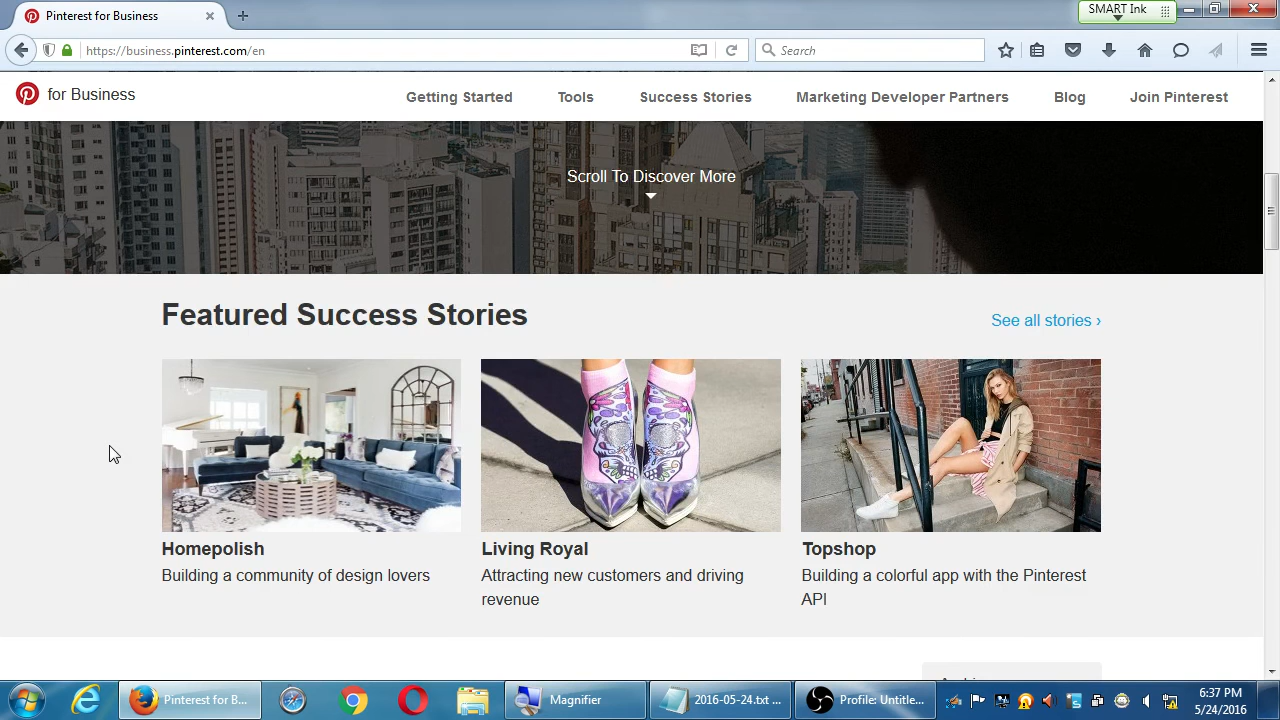 Pinterest for Business
SMART Ink
https://business.pinterest.com/en
Search
for Business
Getting Started
Tools
Success Stories
Marketing Developer Partners
Blog
Join Pinterest
Scroll To Discover More
Featured Success Stories
See all stories ›
Homepolish
Building a community of design lovers
Living Royal
Attracting new customers and driving
revenue
Topshop
Building a colorful app with the Pinterest
API
Pinterest for B...
Magnifier
2016-05-24.txt ...
Profile: Untitle...
6:37 PM
5/24/2016